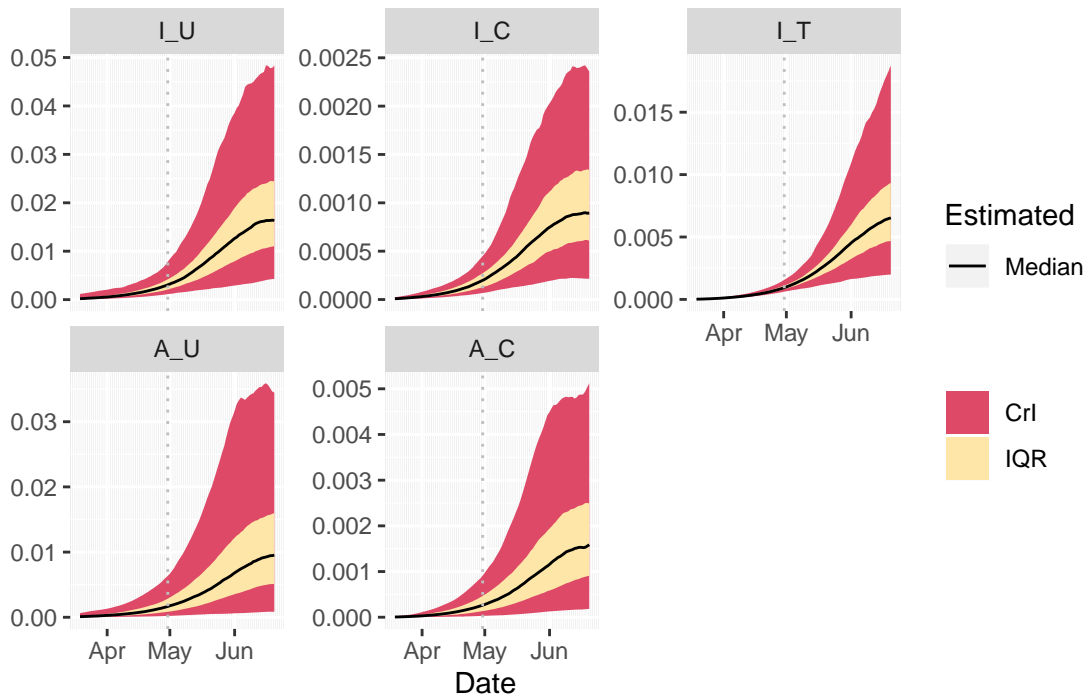 I_U
I_C
I_T
0.05
0.04
0.03
0.02
0.01
0.00
0.0025
0.0020
0.0015
0.0010
0.0005
0.0000
0.015
0.010
0.005
0.000
Apr May Jun
A_U
A_C
0.03
0.02
0.01
0.00
0.005
0.004
0.003
0.002
0.001
0.000
Apr May Jun
Apr May Jun
Date
Estimated
Median
CrI
IQR